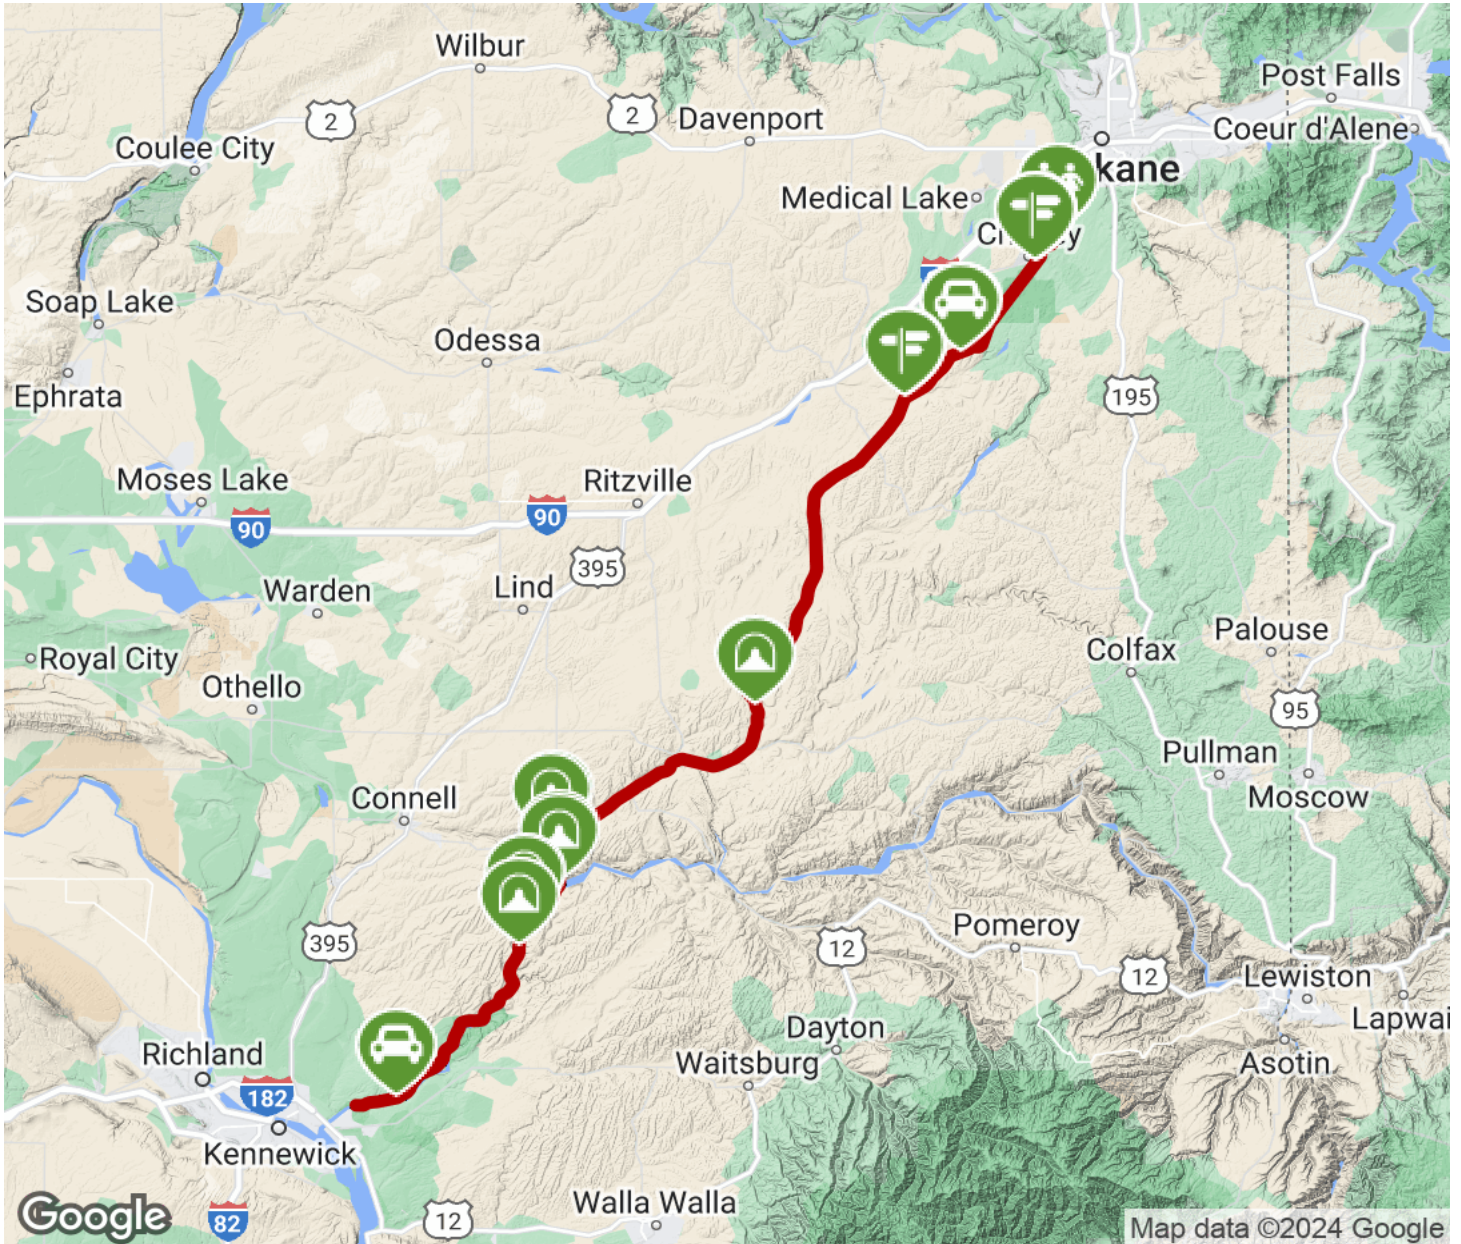 Wilbur
Post Falls
2
2
Davenport
Coeur d'Alene
Coulee City
kane
Medical Lake
Soap Lake
Odessa
Ephrata
195
Moses Lake
Ritzville
90
90
395
Warden
Lind
Palouse
Royal City
Colfax
Othello
95
Pullman
Connell
Moscow
Pomeroy
395
12
12
Lewiston
Dayton
Lapwai
Richland
Waitsburg
Asotin
182
Kennewick
Walla Walla
Google
82
12
Map data ©2024 Google